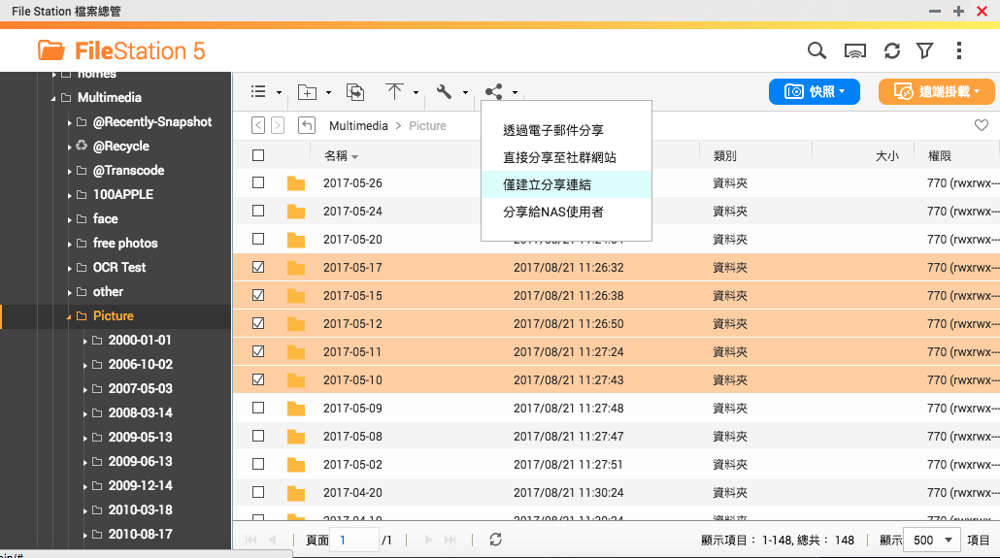 File Station 檔案總管
FileStation 5
快照
遠端掛載
homes
Multimedia
@Recently-Snapshot
@Recycle
@Transcode
100APPLE
face
free photos
OCR Test
other
Picture
2000-01-01
2006-10-02
2007-05-03
2008-03-14
2009-05-13
2009-06-13
2009-12-14
2010-03-18
2010-08-17
Multimedia > Picture
透過電子郵件分享
直接分享至社群網站
僅建立分享連結
分享給NAS使用者
名稱 類別 大小 權限
2017-05-26 資料夾 770 (rwxrwx---
2017-05-24 資料夾 770 (rwxrwx---
2017-05-20 資料夾 770 (rwxrwx---
2017-05-17 2017/08/21 11:26:32 資料夾 770 (rwxrwx---
2017-05-15 2017/08/21 11:26:38 資料夾 770 (rwxrwx---
2017-05-12 2017/08/21 11:26:50 資料夾 770 (rwxrwx---
2017-05-11 2017/08/21 11:27:24 資料夾 770 (rwxrwx---
2017-05-10 2017/08/21 11:27:43 資料夾 770 (rwxrwx---
2017-05-09 2017/08/21 11:27:48 資料夾 770 (rwxrwx---
2017-05-08 2017/08/21 11:27:47 資料夾 770 (rwxrwx---
2017-05-02 2017/08/21 11:27:51 資料夾 770 (rwxrwx---
2017-04-20 2017/08/21 11:30:24 資料夾 770 (rwxrwx---
頁面 1 /1 顯示項目： 1-148, 總共： 148 顯示 500 項目